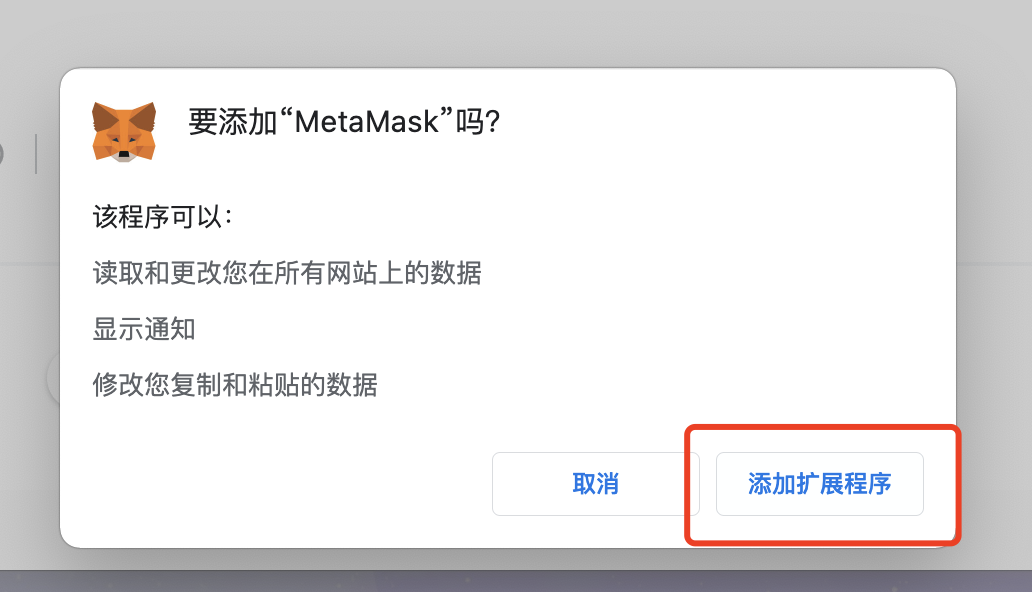 要添加“MetaMask”吗?
该程序可以：
读取和更改您在所有网站上的数据
显示通知
修改您复制和粘贴的数据
取消
添加扩展程序